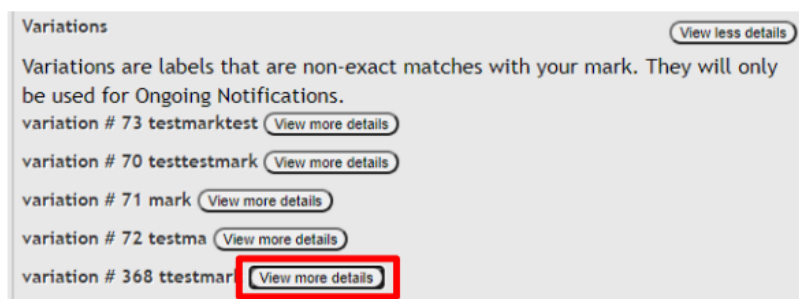 Variations View less details
Variations are labels that are non-exact matches with your mark. They will only
be used for Ongoing Notifications.
variation # 73 testmarktest View more details
variation # 70 testtestmark View more details
variation # 71 mark View more details
variation # 72 testma View more details
variation # 368 ttestmark View more details